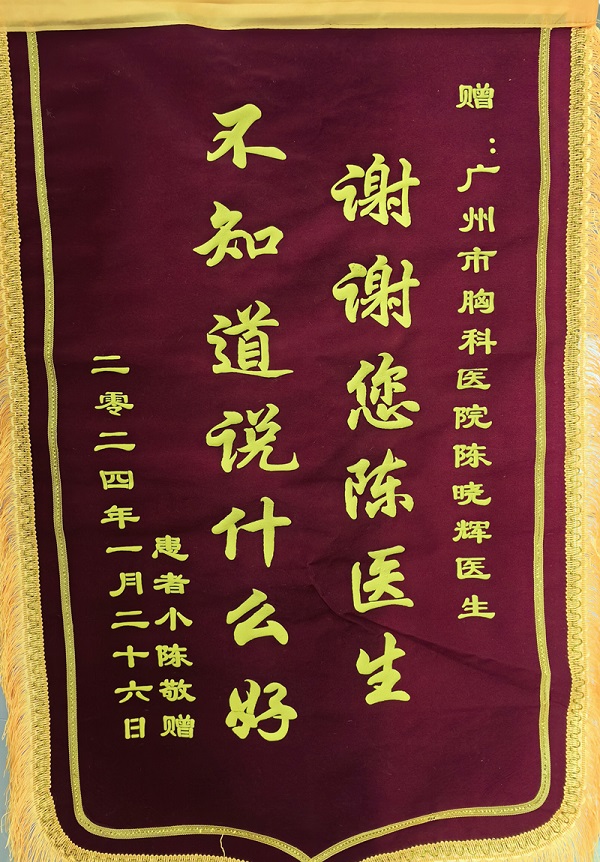 赠：广州市胸科医院陈晓辉医生
谢谢您陈医生
不知道说什么好
患者小陈敬赠
二零二四年一月二十六日